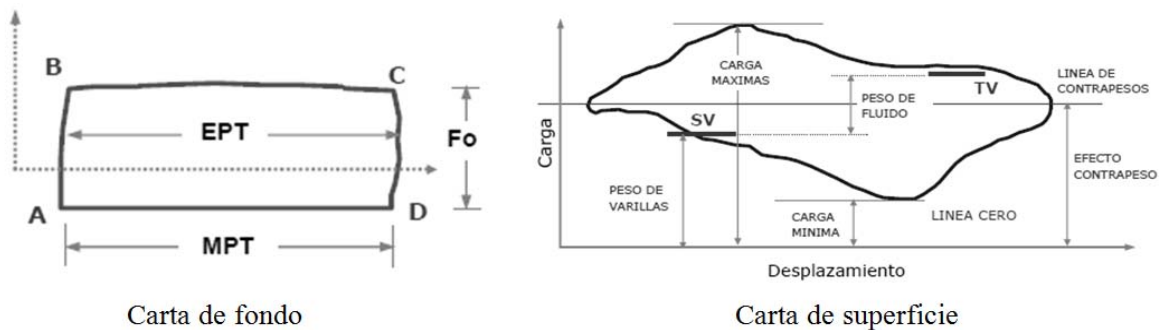 B
C
EPT
Fo
A
D
MPT
Carta de fondo
CARGA
MAXIMAS
LINEA DE
CONTRAPESOS
TV
PESO DE
FLUIDO
SV
Carga
EFECTO
CONTRAPESO
PESO DE
VARILLAS
CARGA
MINIMA
LINEA CERO
Desplazamiento
Carta de superficie